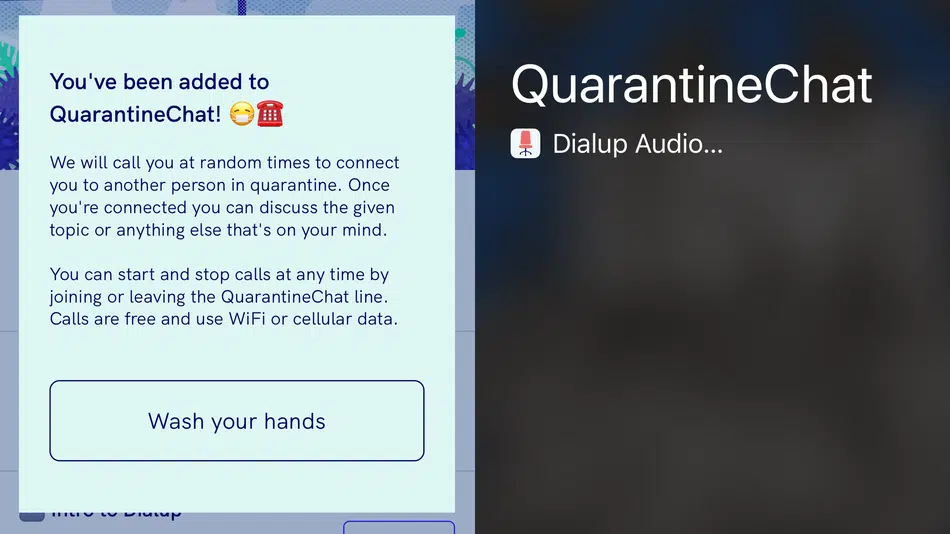 You've been added to
QuarantineChat! 😷☎️
We will call you at random times to connect
you to another person in quarantine. Once
you're connected you can discuss the given
topic or anything else that's on your mind.
You can start and stop calls at any time by
joining or leaving the QuarantineChat line.
Calls are free and use WiFi or cellular data.
Wash your hands
Intro to Dialup
QuarantineChat
Dialup Audio...